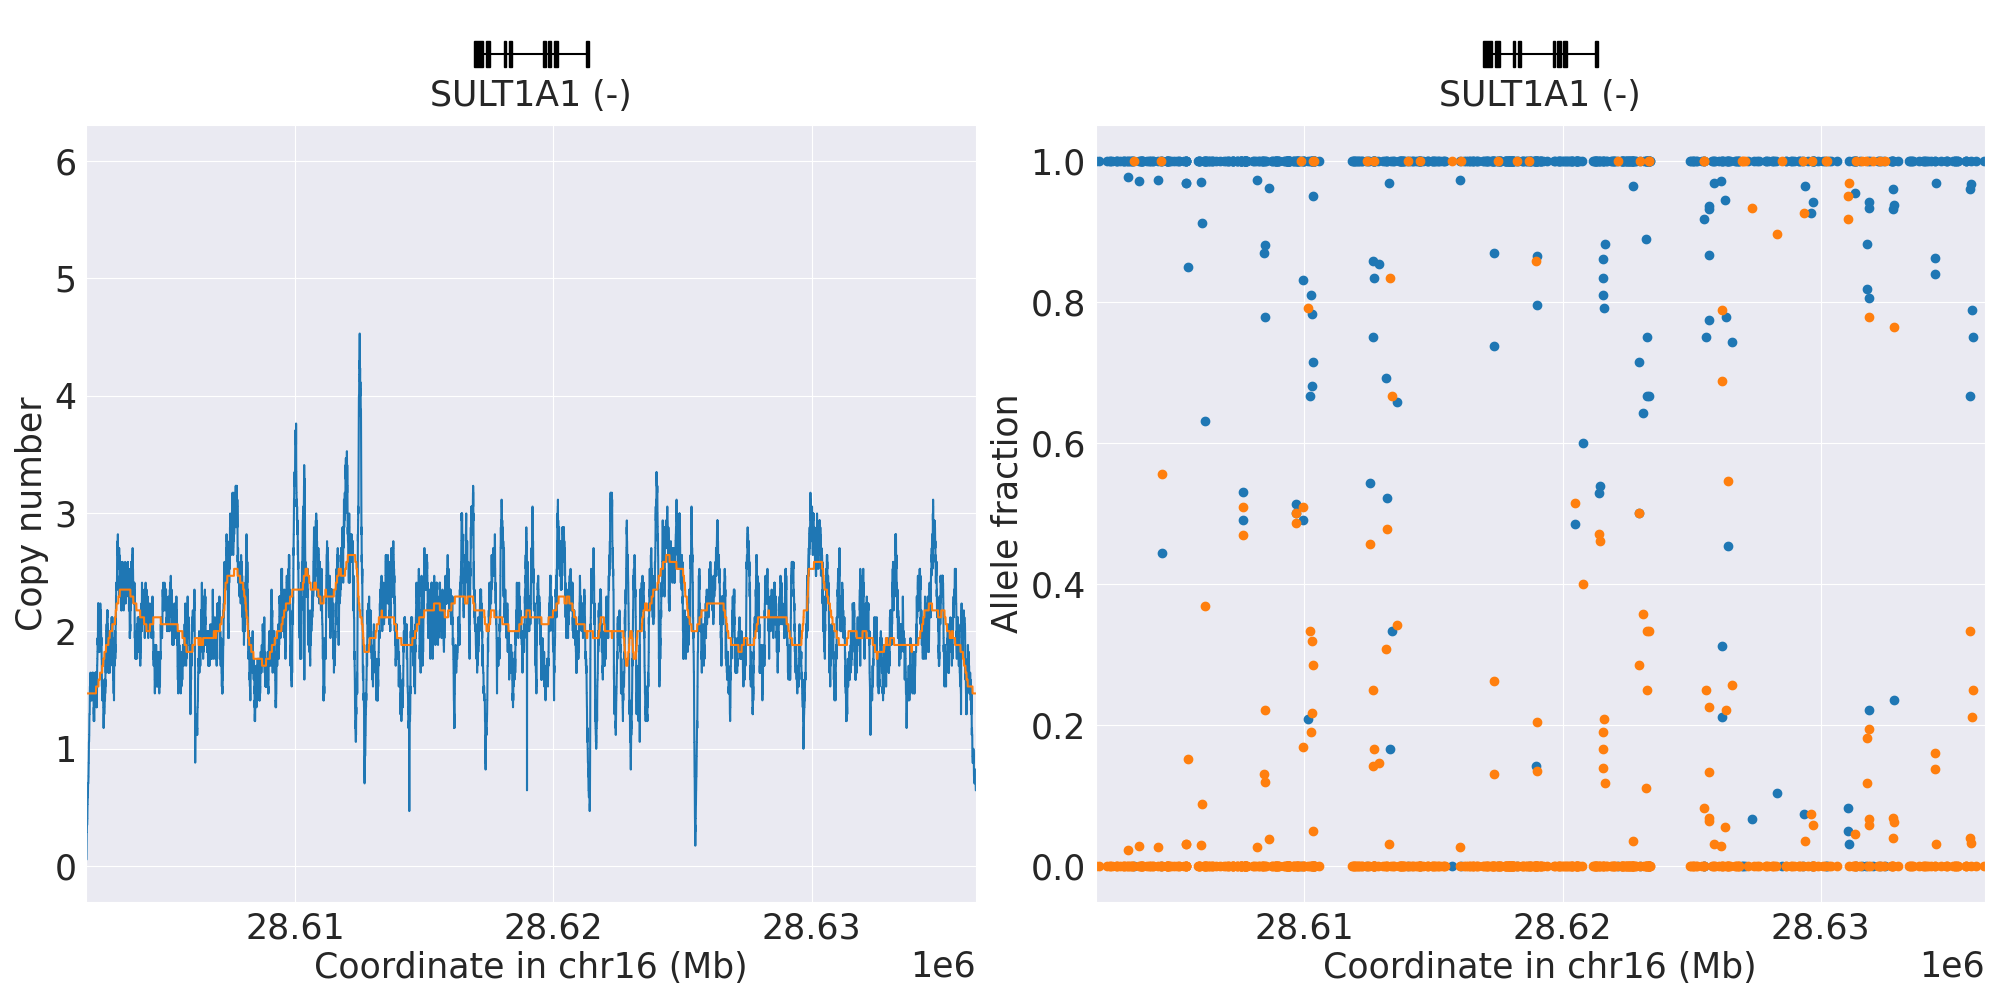 SULT1A1 (-)
6
5
4
3
2
1
0
Copy number
28.61
28.62
28.63
Coordinate in chr16 (Mb)
1e6
SULT1A1 (-)
1.0
0.8
0.6
0.4
0.2
0.0
Allele fraction
28.61
28.62
28.63
Coordinate in chr16 (Mb)
1e6